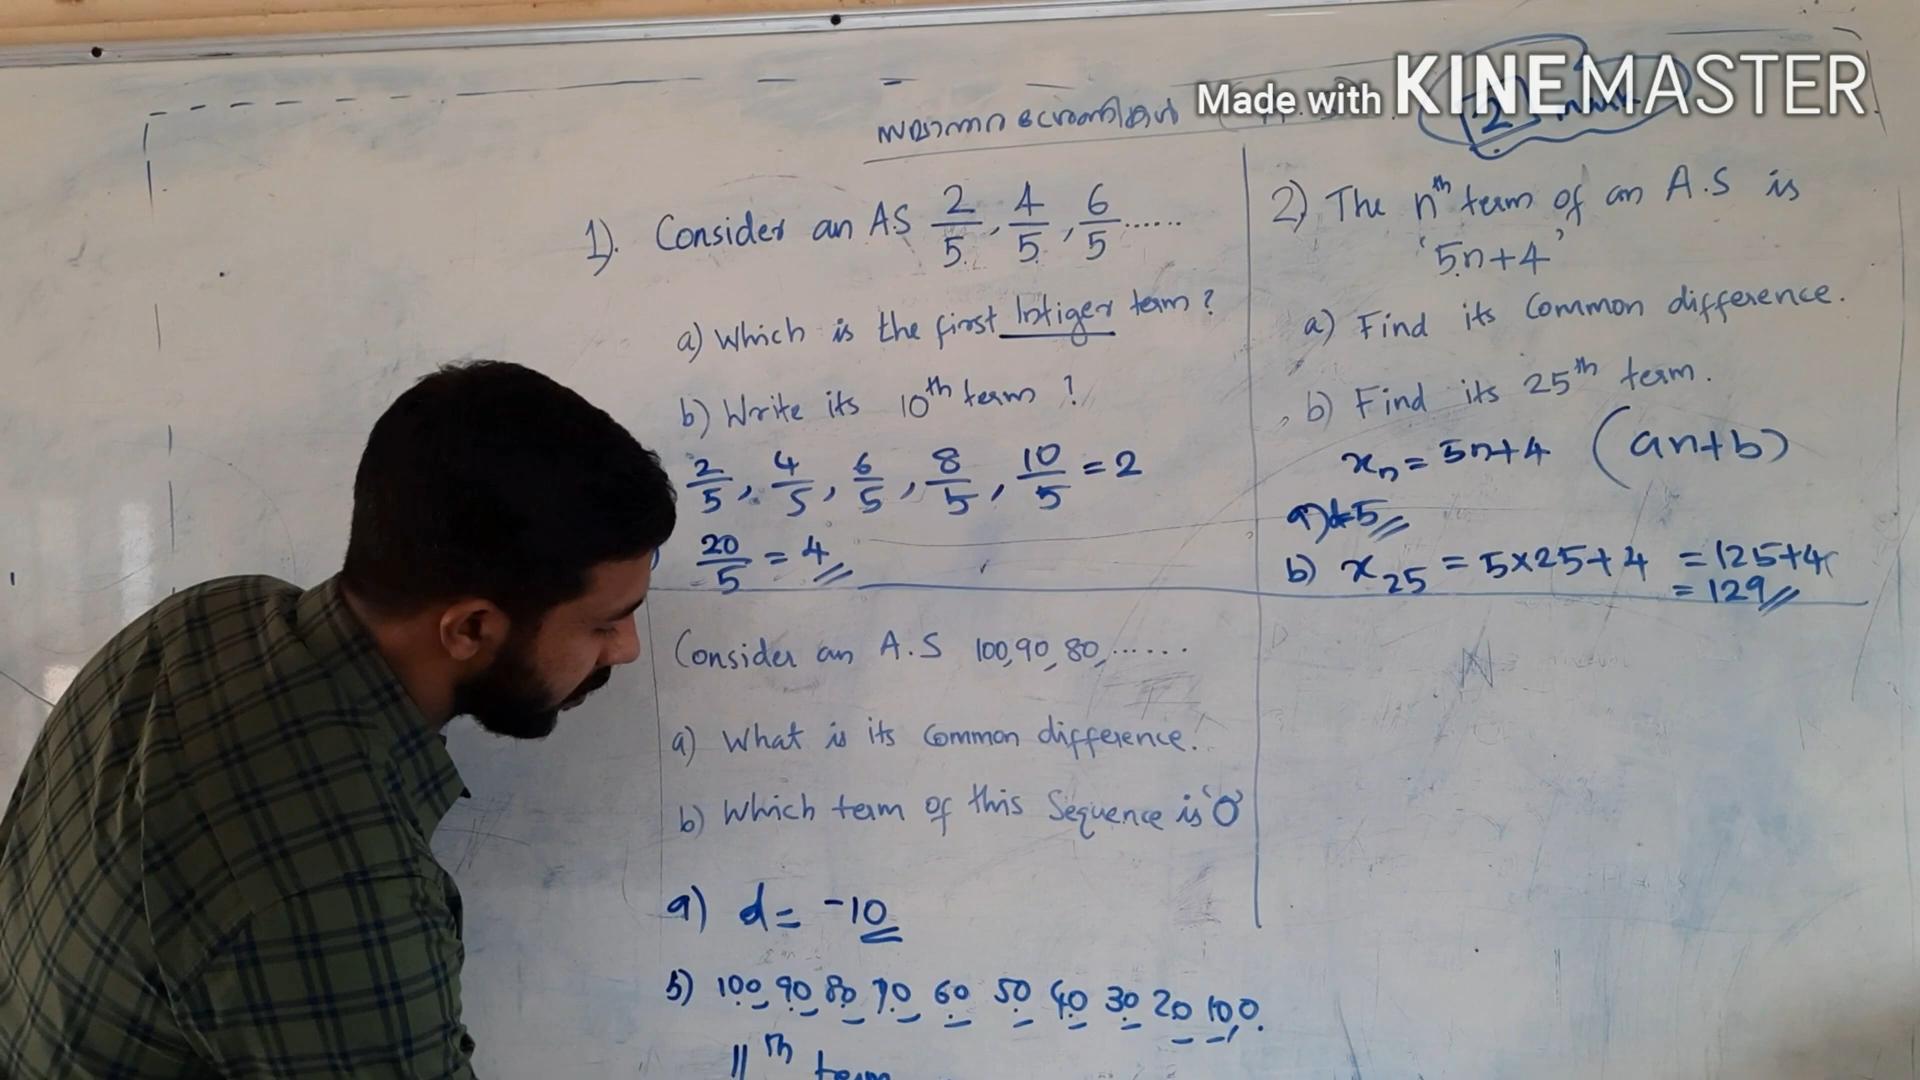 Made with KINEMASTER
സമാന്തര ശ്രേണികൾ
1). Consider an AS 2/5, 4/5, 6/5 ......
a) Which is the first Intiger term?
b) Write its 10th term?
2/5, 4/5, 6/5, 8/5, 10/5 = 2
20/5 = 4
2) The nth term of an A.S is
'5n+4'
a) Find its Common difference.
b) Find its 25th term.
xn = 5n+4 (an+b)
a) d=5
b) x25 = 5×25+4 = 125+4
= 129
Consider an A.S 100,90,80,......
a) What is its Common difference.
b) Which term of this Sequence is '0'
a) d = -10
b) 100, 90, 80, 70, 60 50 40 30 20 10, 0.
11th term